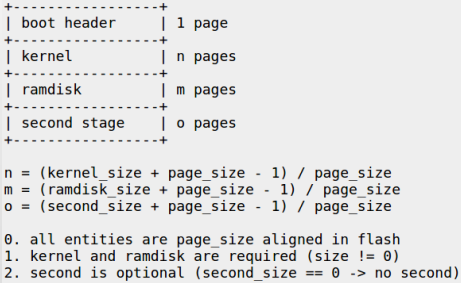 +-----------------+
| boot header     | 1 page
+-----------------+
| kernel          | n pages
+-----------------+
| ramdisk         | m pages
+-----------------+
| second stage    | o pages
+-----------------+
n = (kernel_size + page_size - 1) / page_size
m = (ramdisk_size + page_size - 1) / page_size
o = (second_size + page_size - 1) / page_size
0. all entities are page_size aligned in flash
1. kernel and ramdisk are required (size != 0)
2. second is optional (second_size == 0 -> no second)